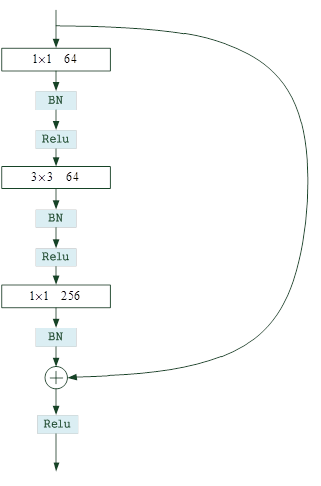 1×1 64
BN
Relu
3×3 64
BN
Relu
1×1 256
BN
Relu